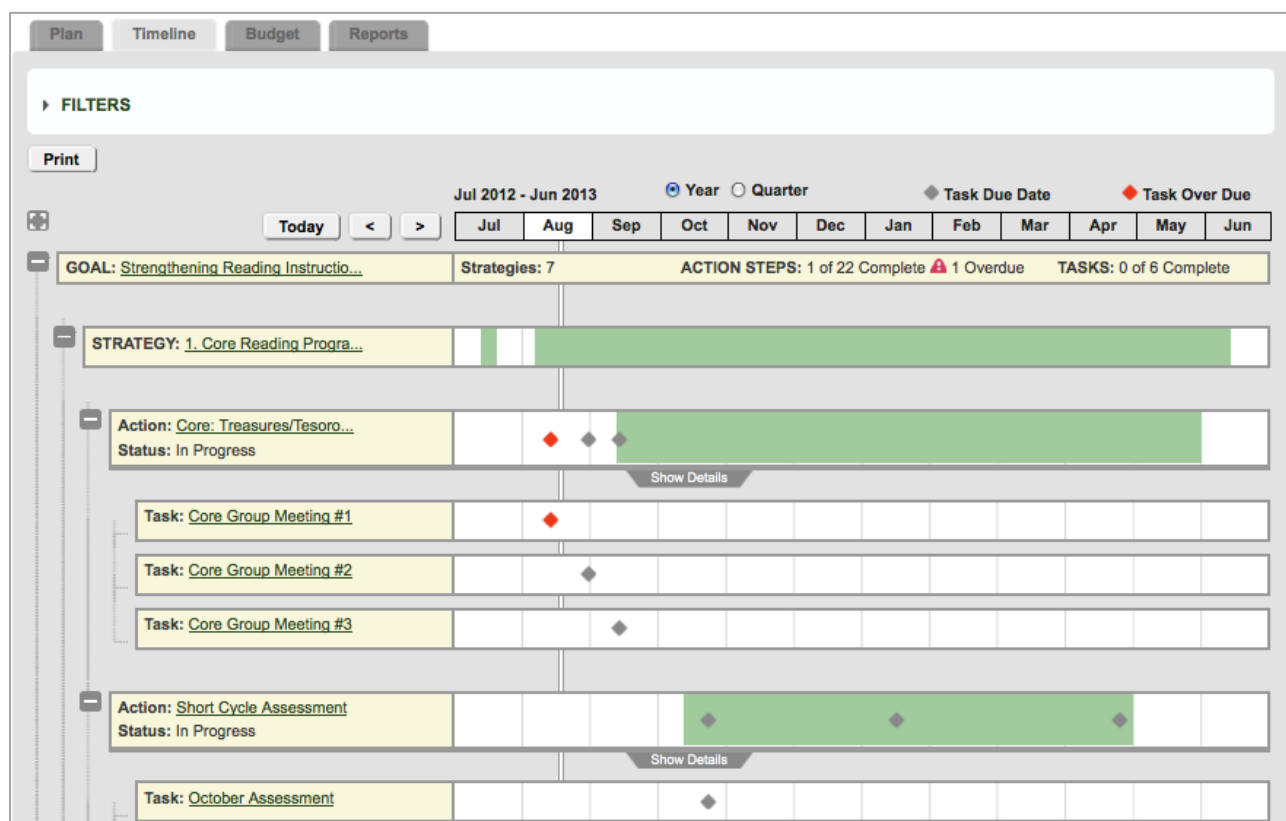 Plan Timeline Budget Reports
FILTERS
Print
Jul 2012 - Jun 2013 Year Quarter Task Due Date Task Over Due
Today < > Jul Aug Sep Oct Nov Dec Jan Feb Mar Apr May Jun
GOAL: Strengthening Reading Instructio... Strategies: 7 ACTION STEPS: 1 of 22 Complete 1 Overdue TASKS: 0 of 6 Complete
STRATEGY: 1. Core Reading Progra...
Action: Core: Treasures/Tesoro...
Status: In Progress
Show Details
Task: Core Group Meeting #1
Task: Core Group Meeting #2
Task: Core Group Meeting #3
Action: Short Cycle Assessment
Status: In Progress
Show Details
Task: October Assessment